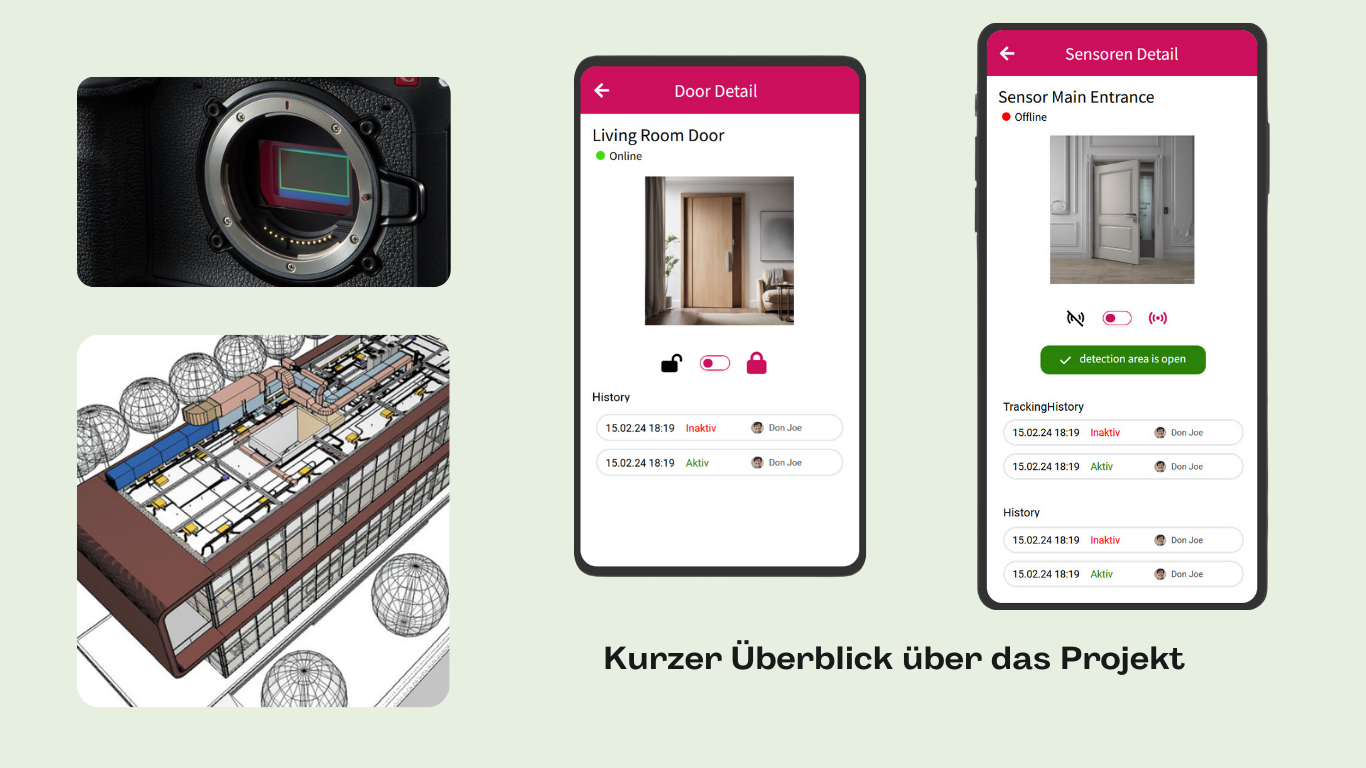 Door Detail
Living Room Door
Online
History
15.02.24 18:19 Inaktiv Don Joe
15.02.24 18:19 Aktiv Don Joe
Sensoren Detail
Sensor Main Entrance
Offline
detection area is open
TrackingHistory
15.02.24 18:19 Inaktiv Don Joe
15.02.24 18:19 Aktiv Don Joe
History
15.02.24 18:19 Inaktiv Don Joe
15.02.24 18:19 Aktiv Don Joe
Kurzer Überblick über das Projekt